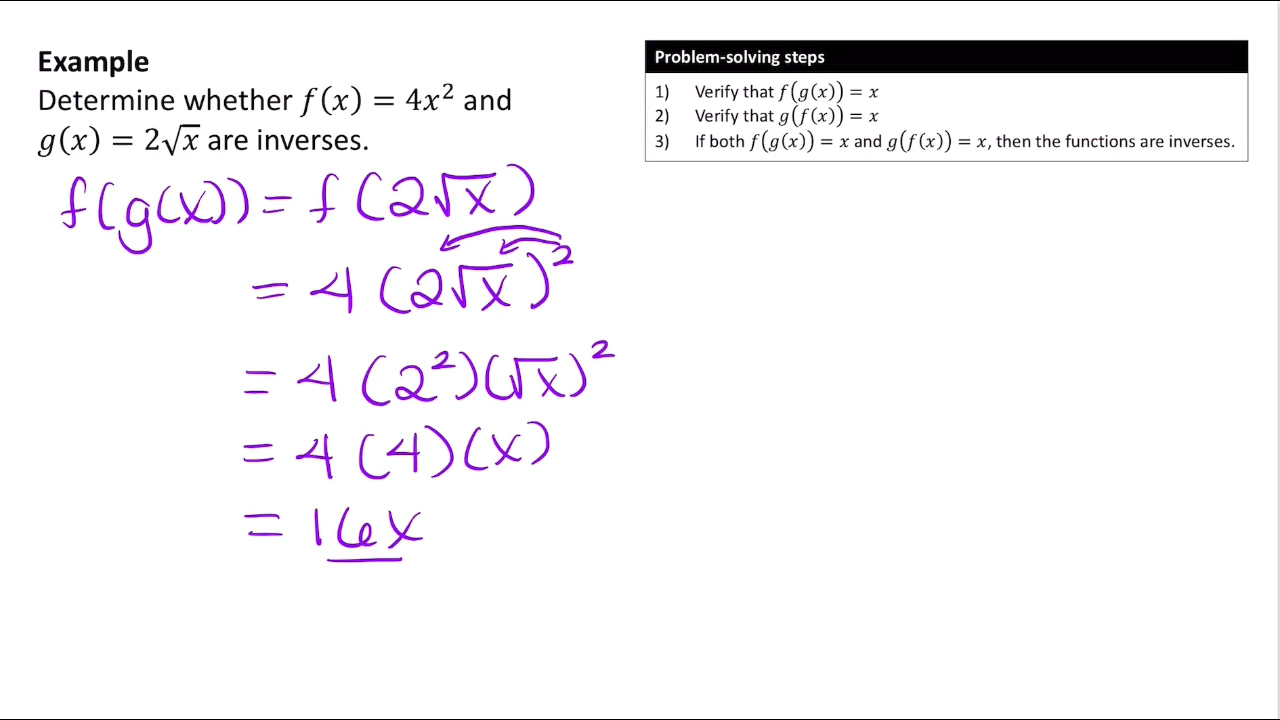 Example
Determine whether f(x) = 4x² and
g(x) = 2√x are inverses.
Problem-solving steps
1) Verify that f(g(x)) = x
2) Verify that g(f(x)) = x
3) If both f(g(x)) = x and g(f(x)) = x, then the functions are inverses.
f(g(x)) = f(2√x)
= 4(2√x)²
= 4(2²)(√x)²
= 4(4)(x)
= 16x